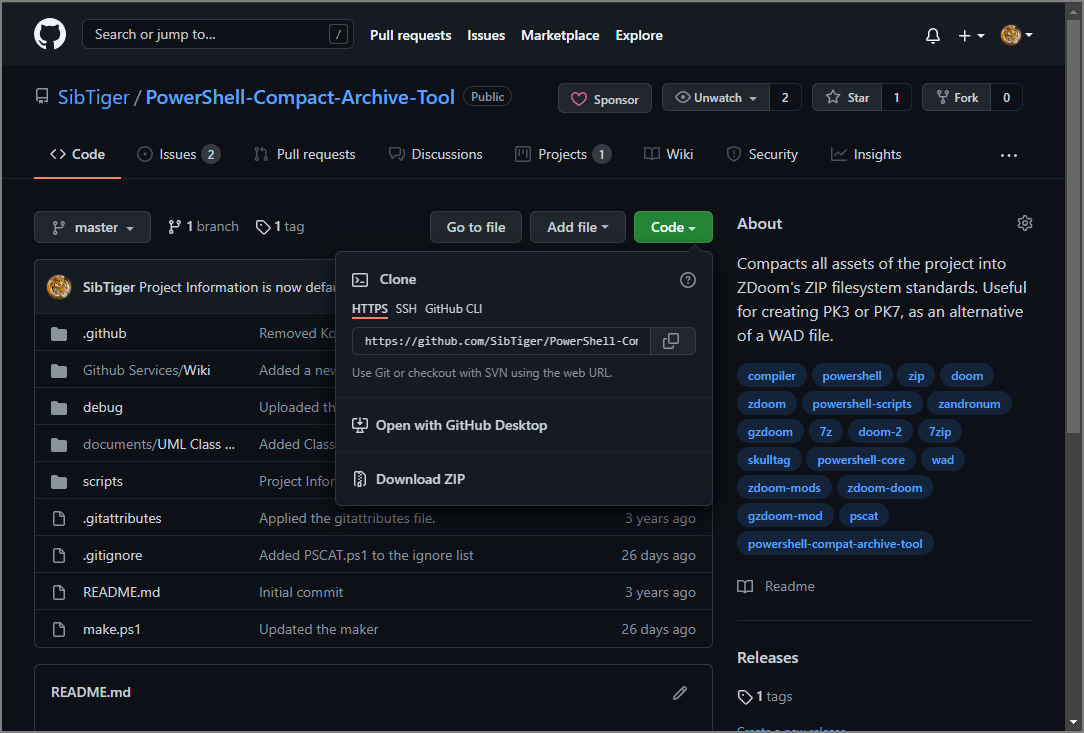 Search or jump to... /
Pull requests Issues Marketplace Explore
SibTiger / PowerShell-Compact-Archive-Tool Public
Sponsor Unwatch 2 Star 1 Fork 0
Code Issues 2 Pull requests Discussions Projects 1 Wiki Security Insights ...
master 1 branch 1 tag Go to file Add file Code
SibTiger Project Information is now
.github Removed
Github Services/Wiki Added a new
debug Uploaded
documents/UML Class ... Added Class
scripts Project
.gitattributes Applied the gitattributes file. 3 years ago
.gitignore Added PSCAT.ps1 to the ignore list 26 days ago
README.md Initial commit 3 years ago
make.ps1 Updated the maker 26 days ago
README.md
Clone
HTTPS SSH GitHub CLI
https://github.com/SibTiger/PowerShell-Co
Use Git or checkout with SVN using the web URL.
Open with GitHub Desktop
Download ZIP
About
Compacts all assets of the project into
ZDoom's ZIP filesystem standards. Useful
for creating PK3 or PK7, as an alternative
of a WAD file.
compiler powershell zip doom
zdoom powershell-scripts zandronum
gzdoom 7z doom-2 7zip
skulltag powershell-core wad
zdoom-mods zdoom-doom
gzdoom-mod pscat
powershell-compat-archive-tool
Readme
Releases
1 tags
Create a new release